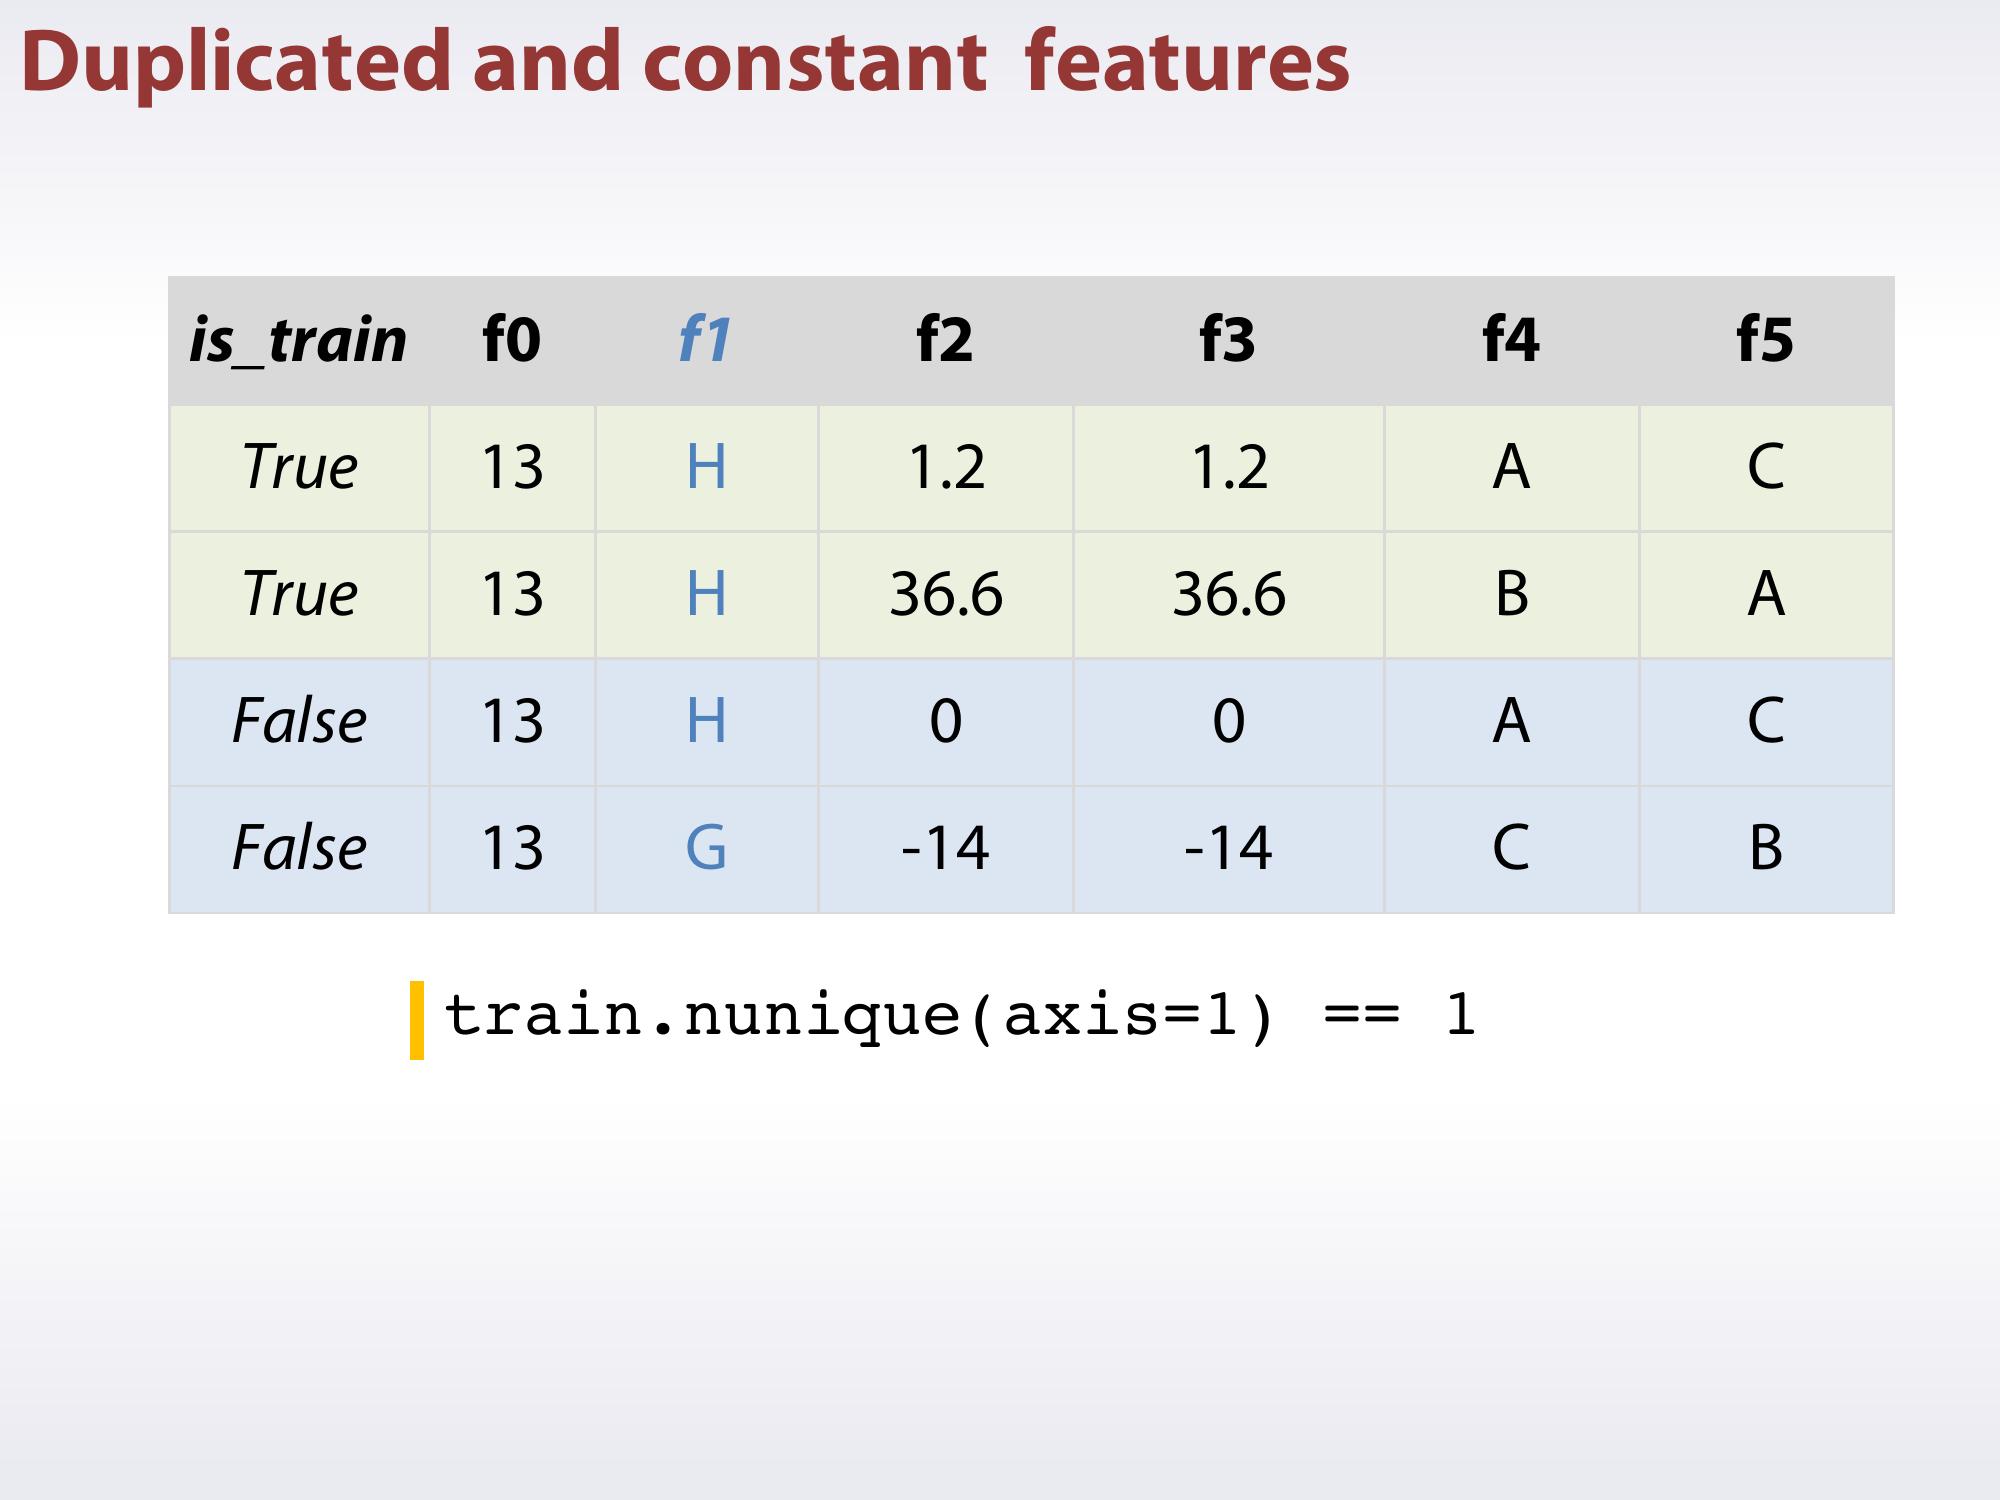 Duplicated and constant features
is_train f0 f1 f2 f3 f4 f5
True 13 H 1.2 1.2 A C
True 13 H 36.6 36.6 B A
False 13 H 0 0 A C
False 13 G -14 -14 C B
train.nunique(axis=1) == 1